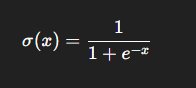 σ(x) = 1 / (1 + e^{-x})